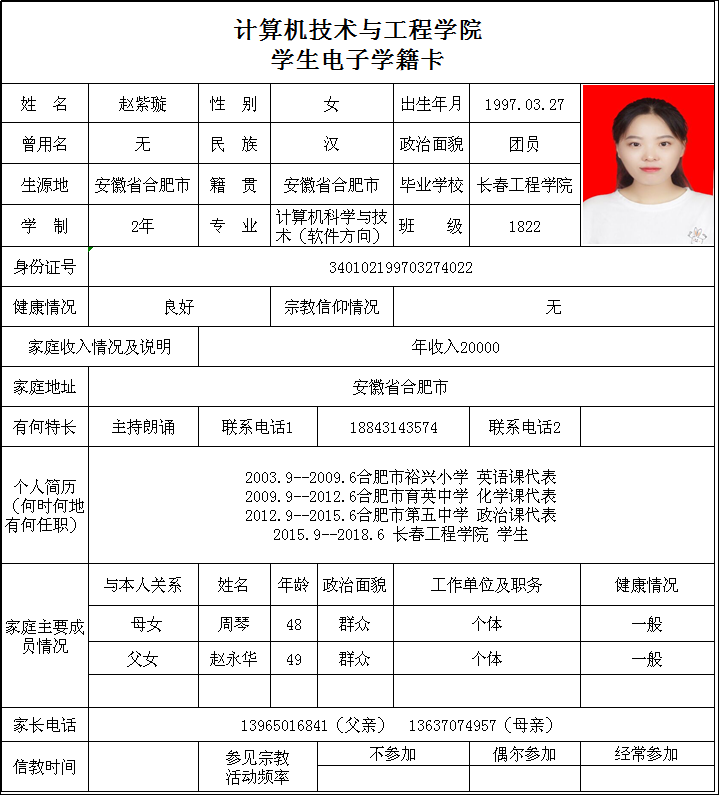 计算机技术与工程学院
学生电子学籍卡
姓 名 赵紫璇 性 别 女 出生年月 1997.03.27
曾用名 无 民 族 汉 政治面貌 团员
生源地 安徽省合肥市 籍 贯 安徽省合肥市 毕业学校 长春工程学院
学 制 2年 专 业 计算机科学与技术（软件方向） 班 级 1822
身份证号 340102199703274022
健康情况 良好 宗教信仰情况 无
家庭收入情况及说明 年收入20000
家庭地址 安徽省合肥市
有何特长 主持朗诵 联系电话1 18843143574 联系电话2
个人简历（何时何地有何任职）
2003.9--2009.6合肥市裕兴小学 英语课代表
2009.9--2012.6合肥市育英中学 化学课代表
2012.9--2015.6合肥市第五中学 政治课代表
2015.9--2018.6 长春工程学院 学生
家庭主要成员情况
与本人关系 姓名 年龄 政治面貌 工作单位及职务 健康情况
母女 周琴 48 群众 个体 一般
父女 赵永华 49 群众 个体 一般
家长电话 13965016841（父亲） 13637074957（母亲）
信教时间 参见宗教活动频率 不参加 偶尔参加 经常参加